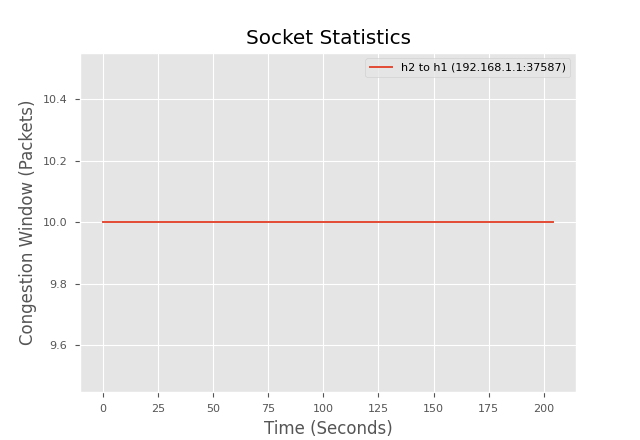 Socket Statistics
h2 to h1 (192.168.1.1:37587)
Congestion Window (Packets)
10.4
10.2
10.0
9.8
9.6
0 25 50 75 100 125 150 175 200
Time (Seconds)